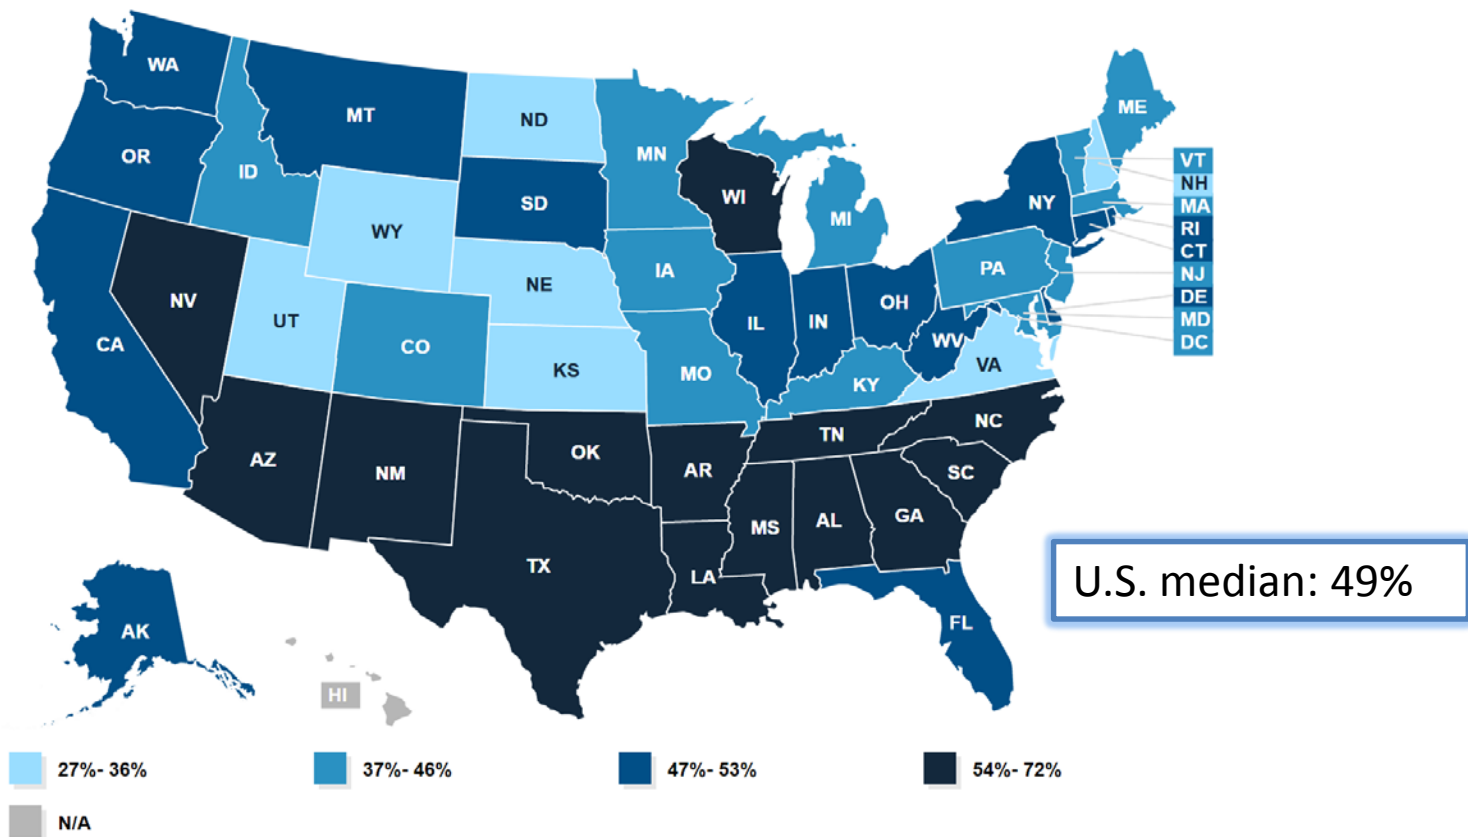 WA
MT
ND
OR
ID
MN
SD
WI
WY
MI
NY
ME
VT
NH
MA
RI
CT
NJ
DE
MD
DC
NV
UT
NE
IA
PA
CA
CO
IL
IN
OH
WV
VA
KS
MO
KY
AZ
NM
OK
AR
TN
NC
SC
TX
LA
MS
AL
GA
FL
AK
HI
U.S. median: 49%
27%- 36%
37%- 46%
47%- 53%
54%- 72%
N/A